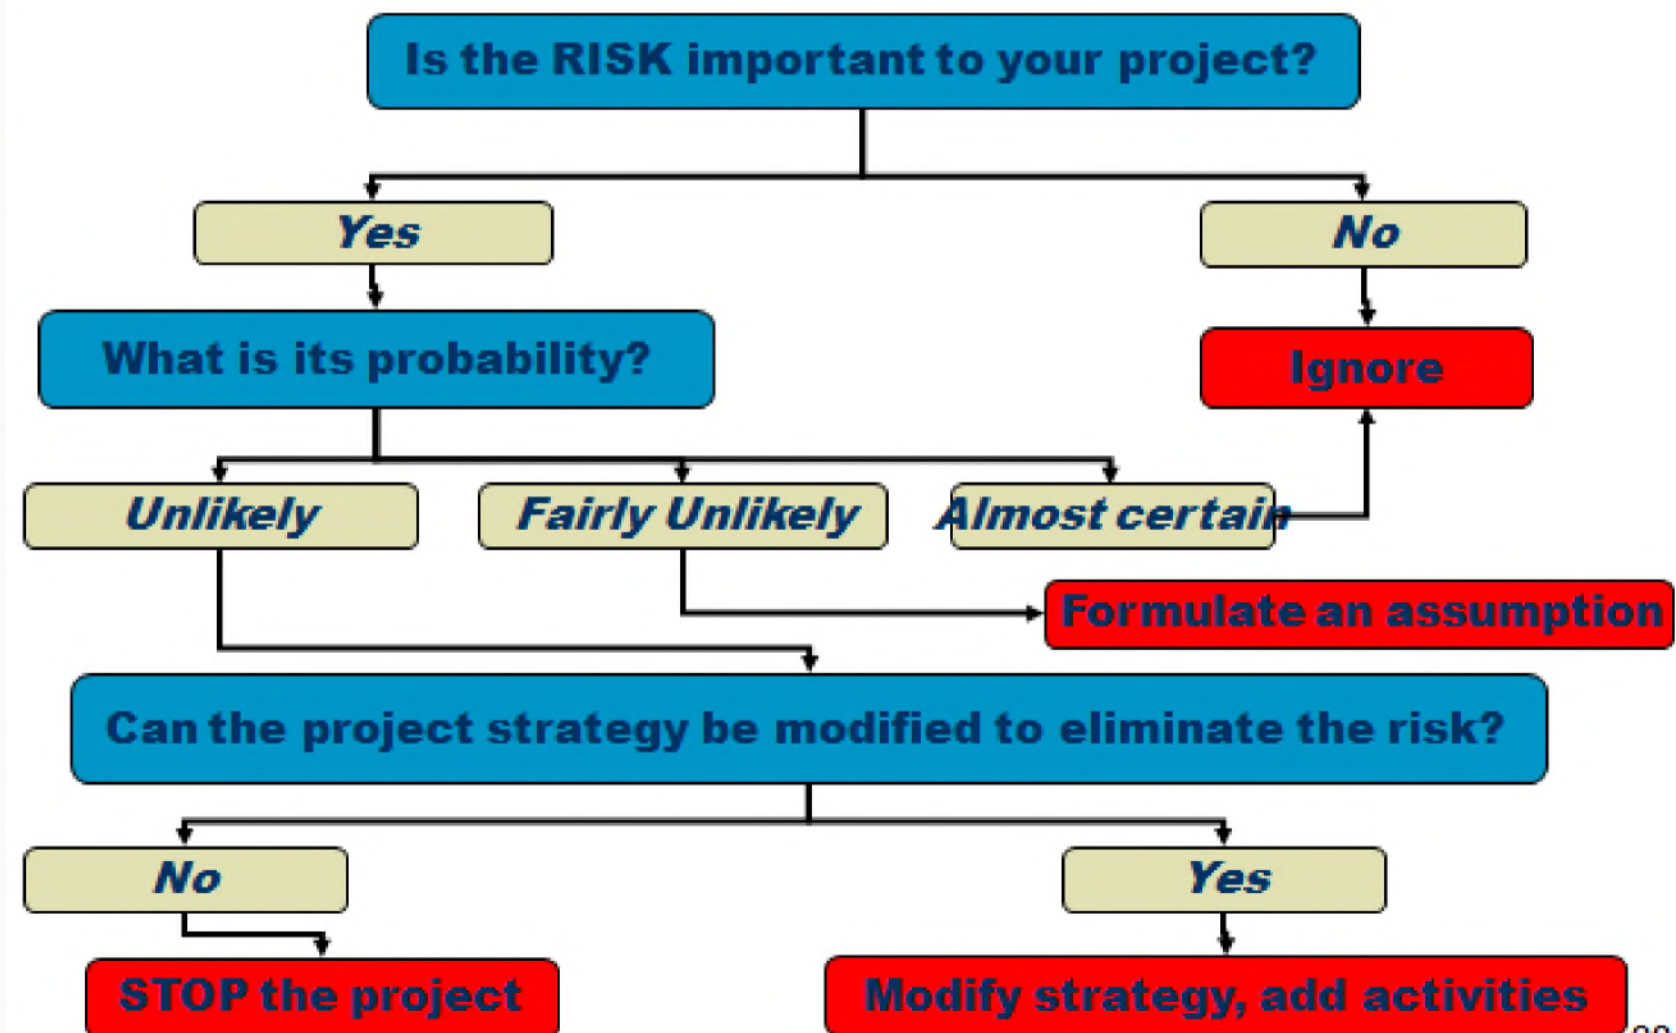 Is the RISK important to your project?
Yes
No
What is its probability?
Ignore
Unlikely
Fairly Unlikely
Almost certain
Formulate an assumption
Can the project strategy be modified to eliminate the risk?
No
Yes
STOP the project
Modify strategy, add activities